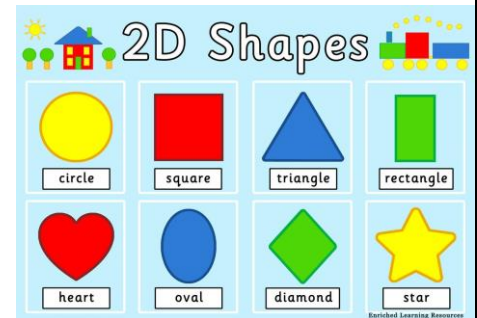 2D Shapes
circle
square
triangle
rectangle
heart
oval
diamond
star
Enriched Learning Resources